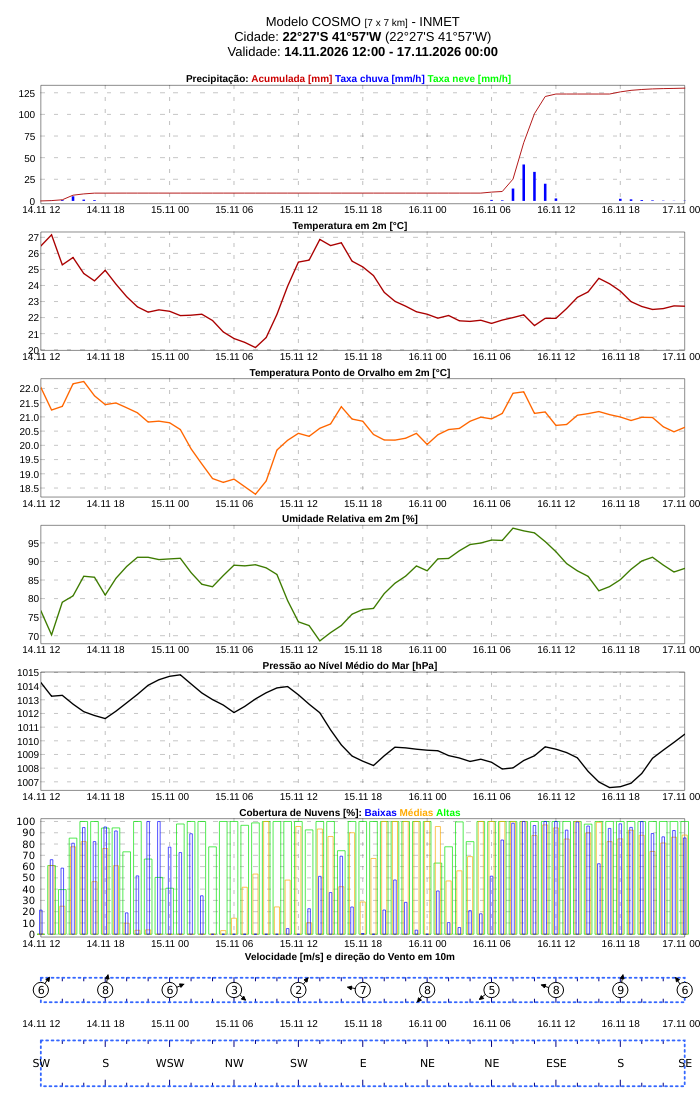 Modelo COSMO [7 x 7 km] - INMET
Cidade: 22°27'S 41°57'W (22°27'S 41°57'W)
Validade: 14.11.2026 12:00 - 17.11.2026 00:00
Precipitação: Acumulada [mm] Taxa chuva [mm/h] Taxa neve [mm/h]
125
100
75
50
25
0
14.11 12 14.11 18 15.11 00 15.11 06 15.11 12 15.11 18 16.11 00 16.11 06 16.11 12 16.11 18 17.11 00
Temperatura em 2m [°C]
27
26
25
24
23
22
21
20
14.11 12 14.11 18 15.11 00 15.11 06 15.11 12 15.11 18 16.11 00 16.11 06 16.11 12 16.11 18 17.11 00
Temperatura Ponto de Orvalho em 2m [°C]
22.0
21.5
21.0
20.5
20.0
19.5
19.0
18.5
14.11 12 14.11 18 15.11 00 15.11 06 15.11 12 15.11 18 16.11 00 16.11 06 16.11 12 16.11 18 17.11 00
Umidade Relativa em 2m [%]
95
90
85
80
75
70
14.11 12 14.11 18 15.11 00 15.11 06 15.11 12 15.11 18 16.11 00 16.11 06 16.11 12 16.11 18 17.11 00
Pressão ao Nível Médio do Mar [hPa]
1015
1014
1013
1012
1011
1010
1009
1008
1007
14.11 12 14.11 18 15.11 00 15.11 06 15.11 12 15.11 18 16.11 00 16.11 06 16.11 12 16.11 18 17.11 00
Cobertura de Nuvens [%]: Baixas Médias Altas
100
90
80
70
60
50
40
30
20
10
0
14.11 12 14.11 18 15.11 00 15.11 06 15.11 12 15.11 18 16.11 00 16.11 06 16.11 12 16.11 18 17.11 00
Velocidade [m/s] e direção do Vento em 10m
6 8 6 3 2 7 8 5 8 9 6
14.11 12 14.11 18 15.11 00 15.11 06 15.11 12 15.11 18 16.11 00 16.11 06 16.11 12 16.11 18 17.11 00
SW S WSW NW SW E NE NE ESE S SE